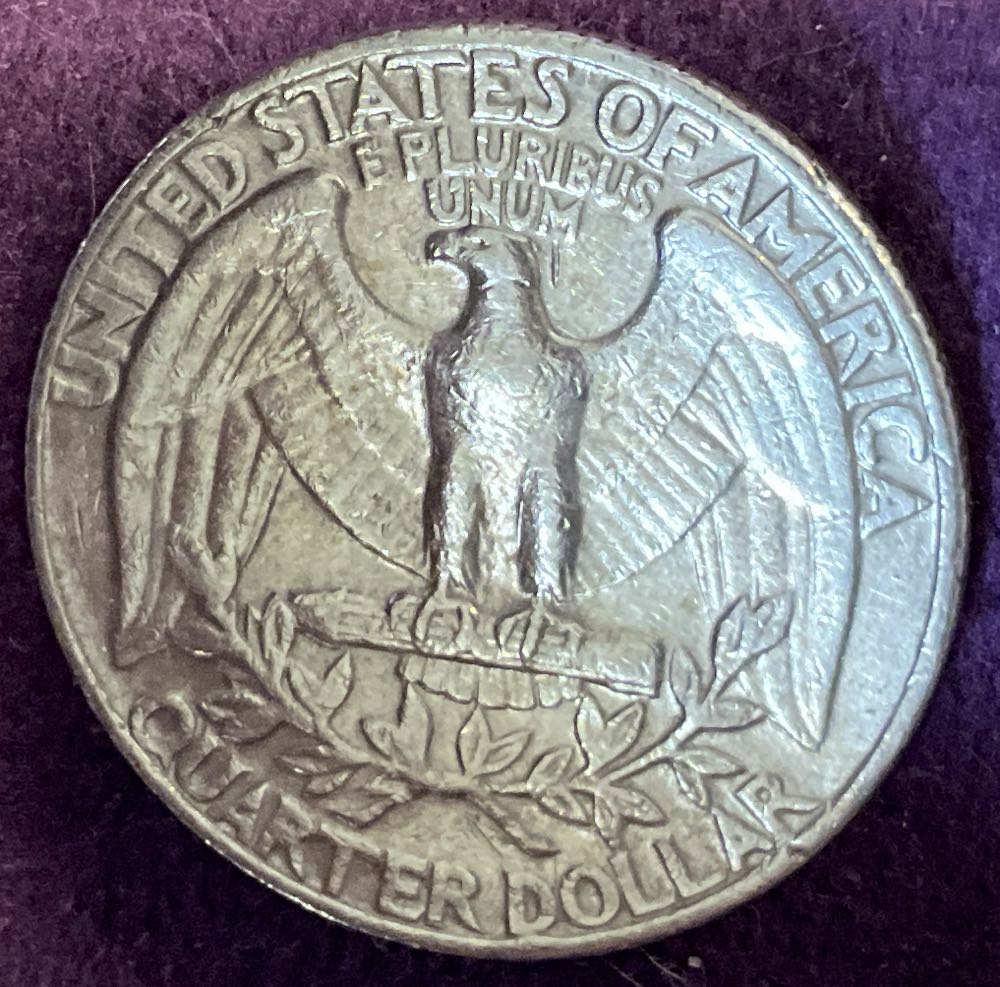 UNITED STATES OF AMERICA
E PLURIBUS
UNUM
QUARTER DOLLAR